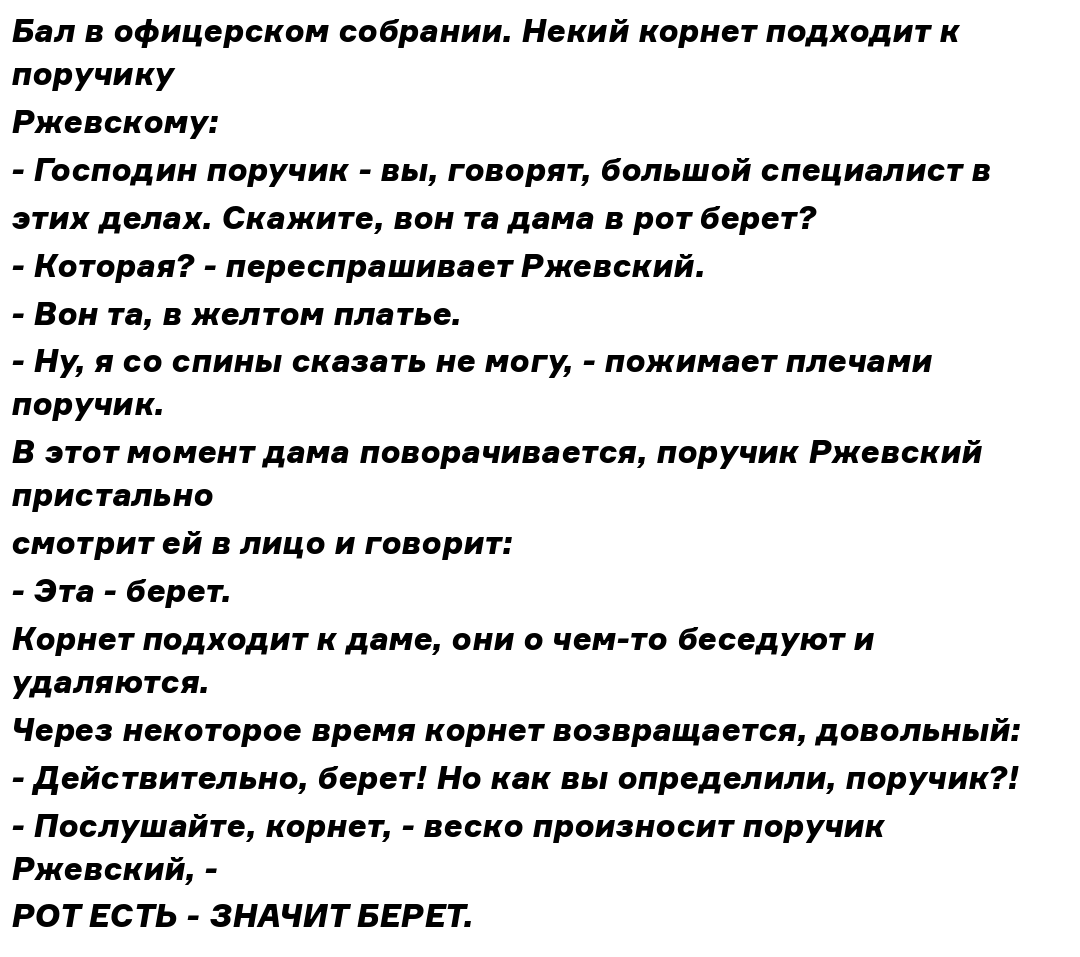 Бал в офицерском собрании. Некий корнет подходит к
поручику
Ржевскому:
- Господин поручик - вы, говорят, большой специалист в
этих делах. Скажите, вон та дама в рот берет?
- Которая? - переспрашивает Ржевский.
- Вон та, в желтом платье.
- Ну, я со спины сказать не могу, - пожимает плечами
поручик.
В этот момент дама поворачивается, поручик Ржевский
пристально
смотрит ей в лицо и говорит:
- Эта - берет.
Корнет подходит к даме, они о чем-то беседуют и
удаляются.
Через некоторое время корнет возвращается, довольный:
- Действительно, берет! Но как вы определили, поручик?!
- Послушайте, корнет, - веско произносит поручик
Ржевский, -
РОТ ЕСТЬ - ЗНАЧИТ БЕРЕТ.